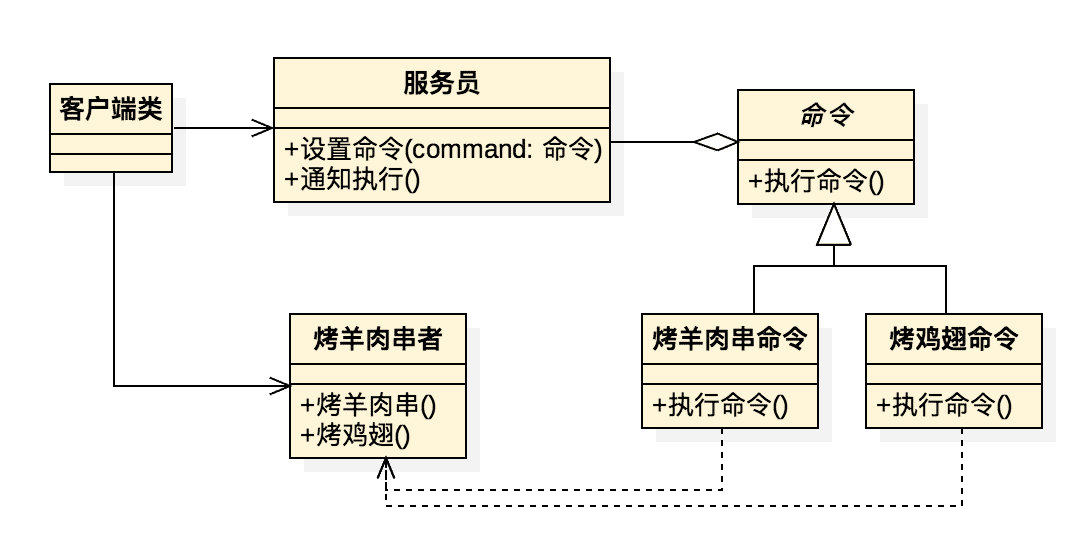 客户端类
服务员
+设置命令(command: 命令)
+通知执行()
命令
+执行命令()
烤羊肉串者
+烤羊肉串()
+烤鸡翅()
烤羊肉串命令
+执行命令()
烤鸡翅命令
+执行命令()